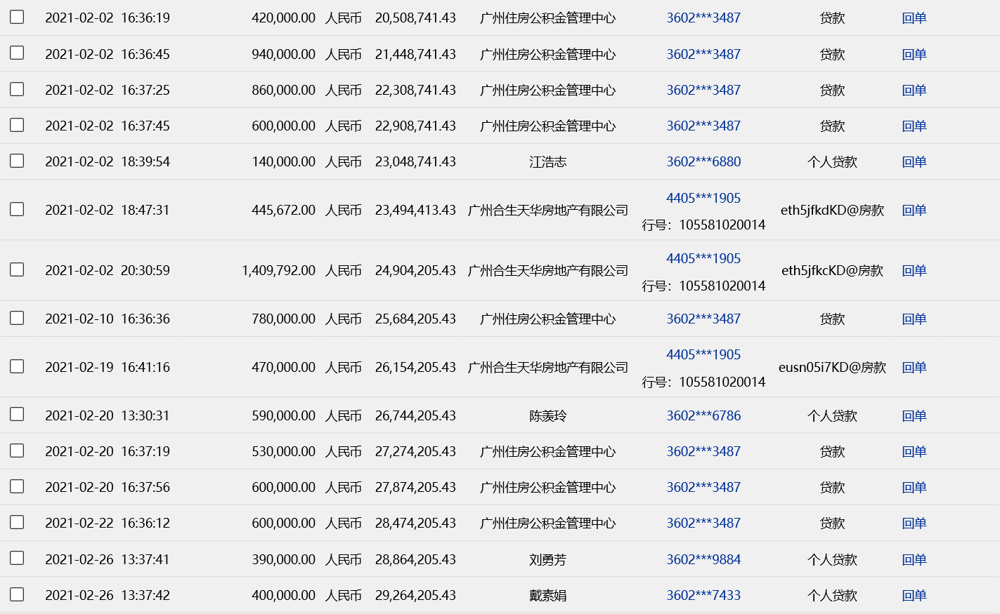 2021-02-02 16:36:19 420,000.00 人民币 20,508,741.43 广州住房公积金管理中心 3602***3487 贷款 回单
2021-02-02 16:36:45 940,000.00 人民币 21,448,741.43 广州住房公积金管理中心 3602***3487 贷款 回单
2021-02-02 16:37:25 860,000.00 人民币 22,308,741.43 广州住房公积金管理中心 3602***3487 贷款 回单
2021-02-02 16:37:45 600,000.00 人民币 22,908,741.43 广州住房公积金管理中心 3602***3487 贷款 回单
2021-02-02 18:39:54 140,000.00 人民币 23,048,741.43 江浩志 3602***6880 个人贷款 回单
4405***1905
2021-02-02 18:47:31 445,672.00 人民币 23,494,413.43 广州合生天华房地产有限公司 eth5jfkdKD@房款 回单
行号：105581020014
4405***1905
2021-02-02 20:30:59 1,409,792.00 人民币 24,904,205.43 广州合生天华房地产有限公司 eth5jfkcKD@房款 回单
行号：105581020014
2021-02-10 16:36:36 780,000.00 人民币 25,684,205.43 广州住房公积金管理中心 3602***3487 贷款 回单
4405***1905
2021-02-19 16:41:16 470,000.00 人民币 26,154,205.43 广州合生天华房地产有限公司 eusn05i7KD@房款 回单
行号：105581020014
2021-02-20 13:30:31 590,000.00 人民币 26,744,205.43 陈羡玲 3602***6786 个人贷款 回单
2021-02-20 16:37:19 530,000.00 人民币 27,274,205.43 广州住房公积金管理中心 3602***3487 贷款 回单
2021-02-20 16:37:56 600,000.00 人民币 27,874,205.43 广州住房公积金管理中心 3602***3487 贷款 回单
2021-02-22 16:36:12 600,000.00 人民币 28,474,205.43 广州住房公积金管理中心 3602***3487 贷款 回单
2021-02-26 13:37:41 390,000.00 人民币 28,864,205.43 刘勇芳 3602***9884 个人贷款 回单
2021-02-26 13:37:42 400,000.00 人民币 29,264,205.43 戴素娟 3602***7433 个人贷款 回单